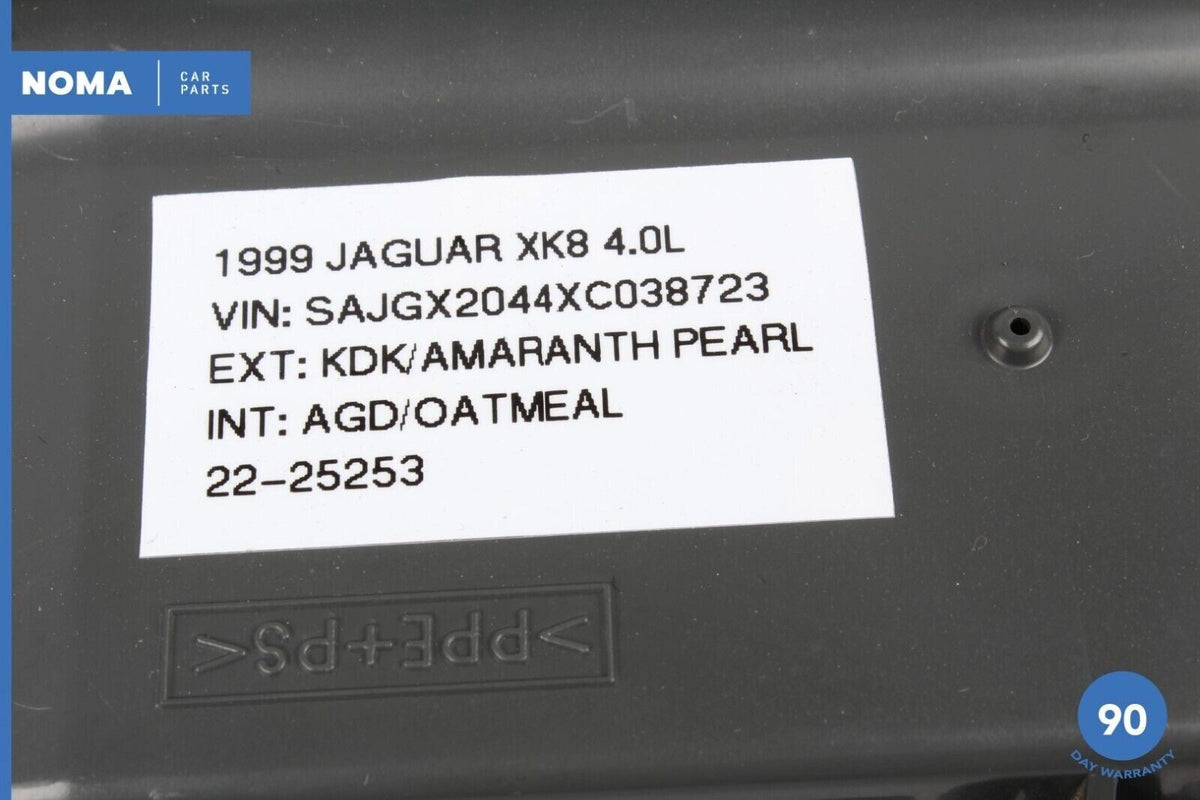 NOMA
CAR
PARTS
1999 JAGUAR XK8 4.0L
VIN: SAJGX2044XC038723
EXT: KDK/AMARANTH PEARL
INT: AGD/OATMEAL
22-25253
>PPE+PS<
90
DAY WARRANTY